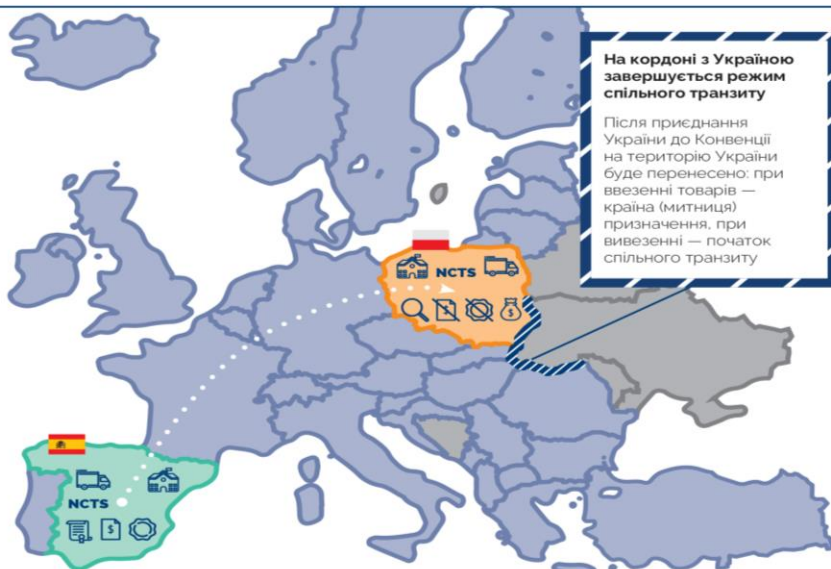 На кордоні з Україною
завершується режим
спільного транзиту
Після приєднання
України до Конвенції
на територію України
буде перенесено: при
ввезенні товарів —
країна (митниця)
призначення, при
вивезенні — початок
спільного транзиту
NCTS
$
$
NCTS
$